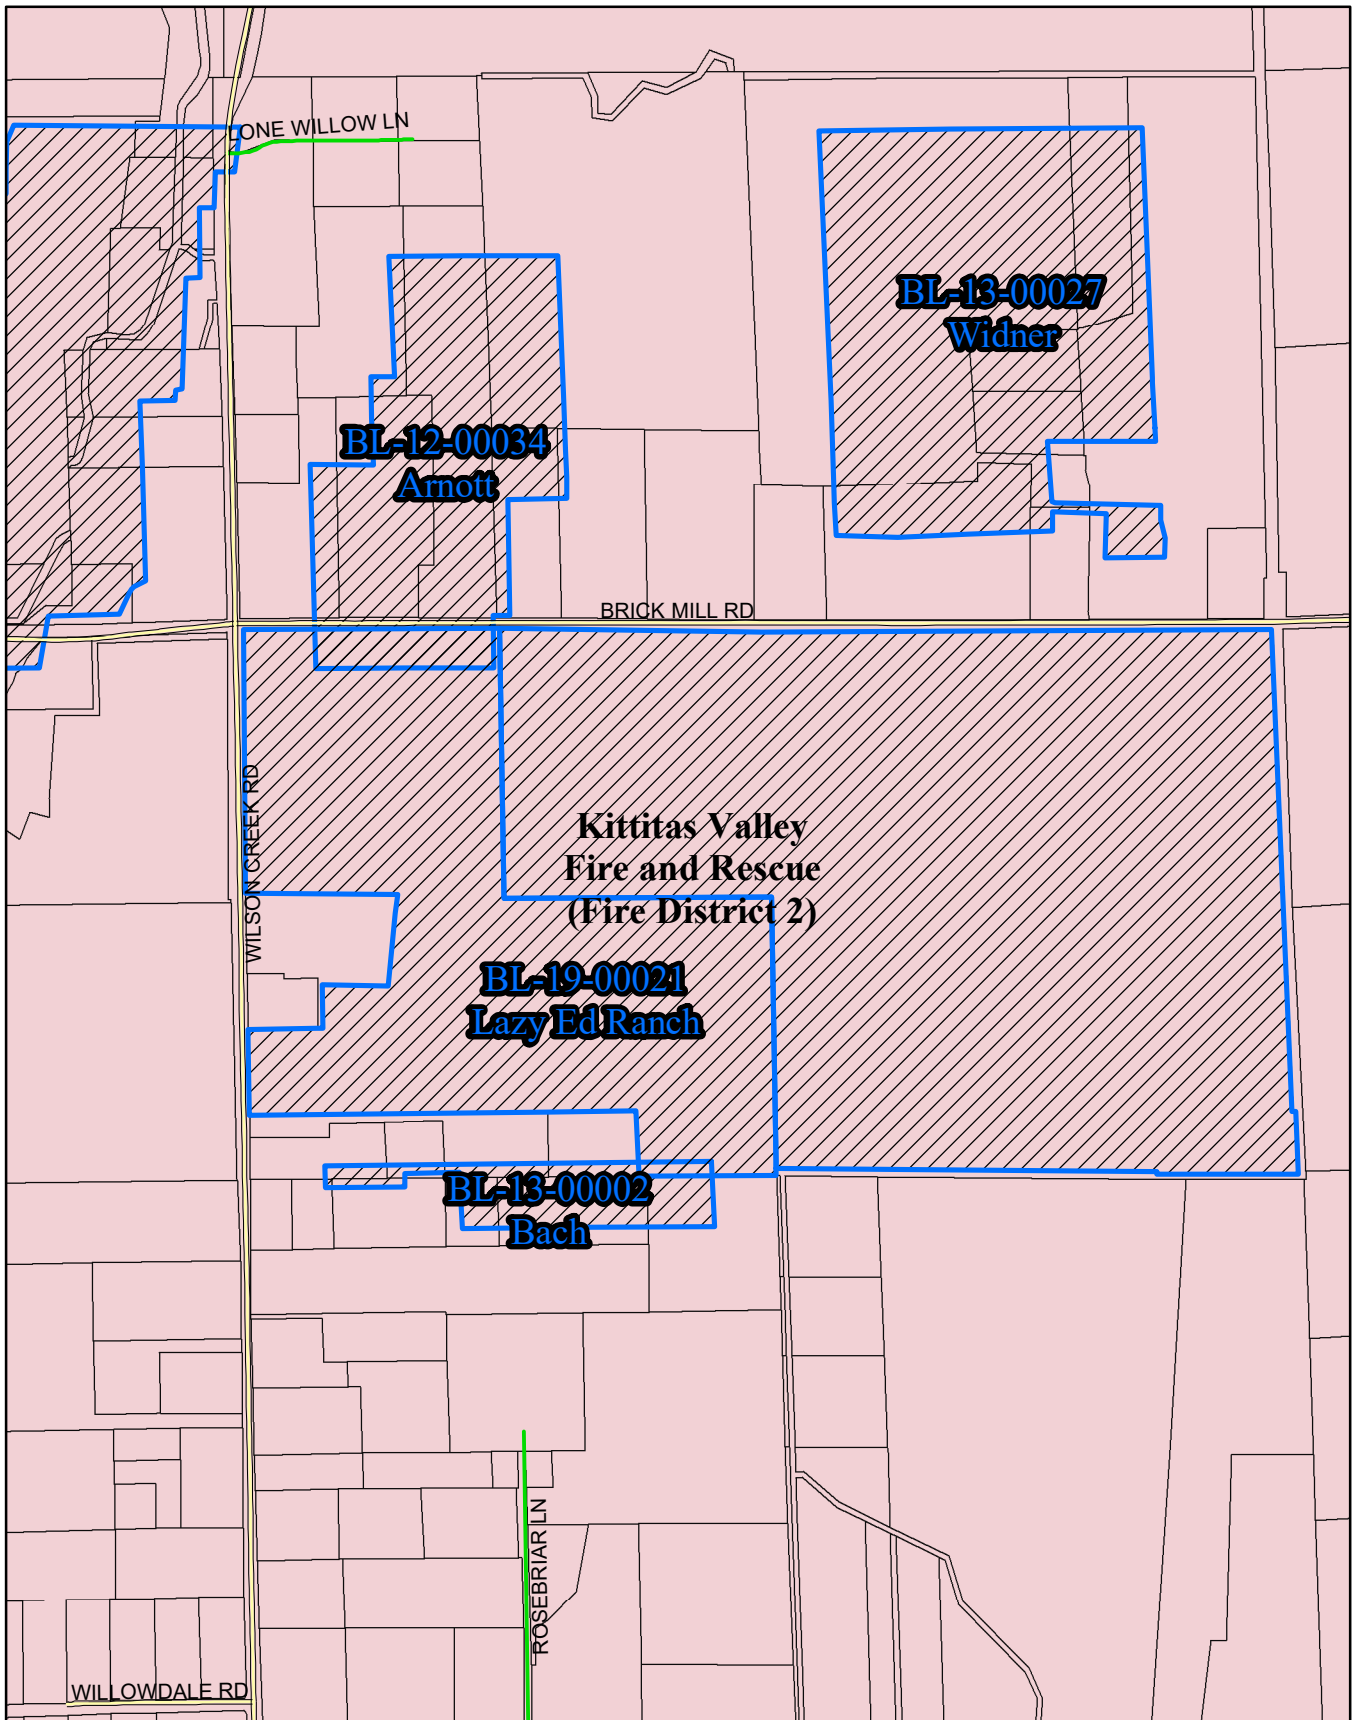 LONE WILLOW LN
BL-13-00027
Widner
BL-12-00034
Arnott
BRICK MILL RD
WILSON CREEK RD
Kittitas Valley
Fire and Rescue
(Fire District 2)
BL-19-00021
Lazy Ed Ranch
BL-13-00002
Bach
ROSEBRIAR LN
WILLOWDALE RD